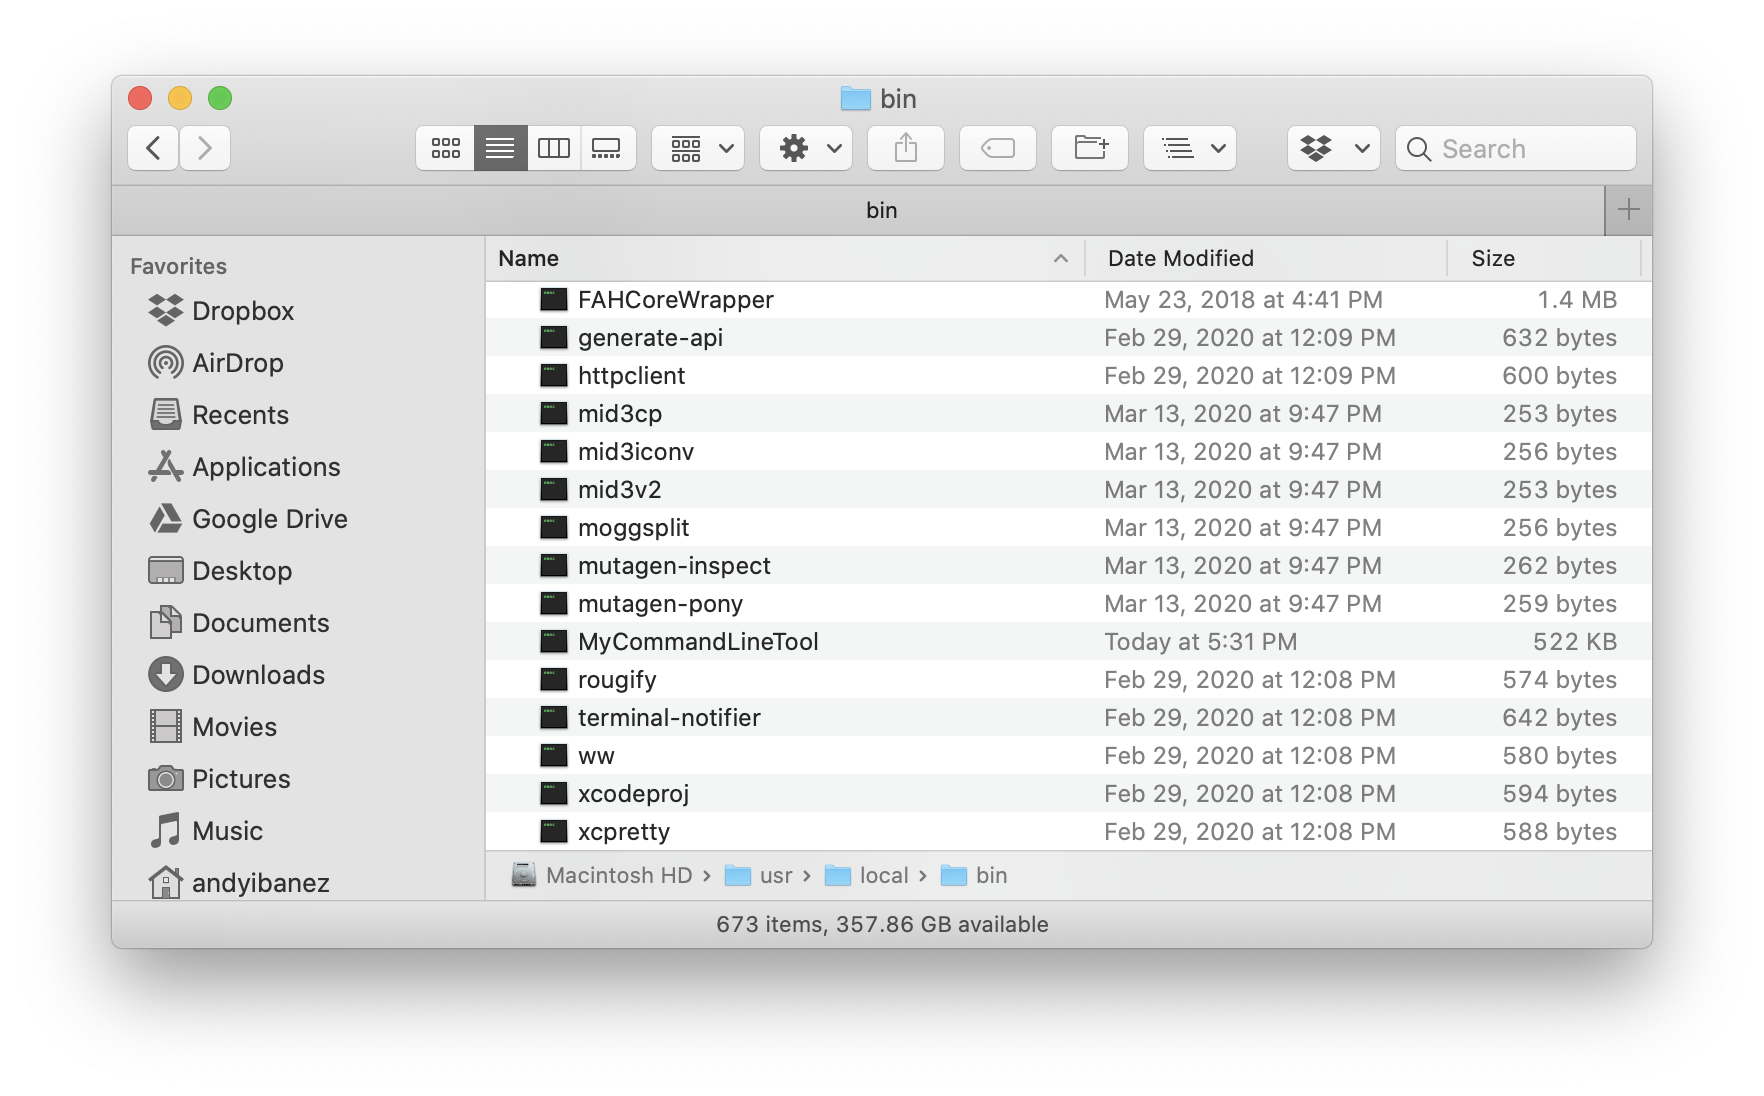 bin
Search
bin
Favorites
Dropbox
AirDrop
Recents
Applications
Google Drive
Desktop
Documents
Downloads
Movies
Pictures
Music
andyibanez
Name Date Modified Size
FAHCoreWrapper May 23, 2018 at 4:41 PM 1.4 MB
generate-api Feb 29, 2020 at 12:09 PM 632 bytes
httpclient Feb 29, 2020 at 12:09 PM 600 bytes
mid3cp Mar 13, 2020 at 9:47 PM 253 bytes
mid3iconv Mar 13, 2020 at 9:47 PM 256 bytes
mid3v2 Mar 13, 2020 at 9:47 PM 253 bytes
moggsplit Mar 13, 2020 at 9:47 PM 256 bytes
mutagen-inspect Mar 13, 2020 at 9:47 PM 262 bytes
mutagen-pony Mar 13, 2020 at 9:47 PM 259 bytes
MyCommandLineTool Today at 5:31 PM 522 KB
rougify Feb 29, 2020 at 12:08 PM 574 bytes
terminal-notifier Feb 29, 2020 at 12:08 PM 642 bytes
ww Feb 29, 2020 at 12:08 PM 580 bytes
xcodeproj Feb 29, 2020 at 12:08 PM 594 bytes
xcpretty Feb 29, 2020 at 12:08 PM 588 bytes
Macintosh HD › usr › local › bin
673 items, 357.86 GB available